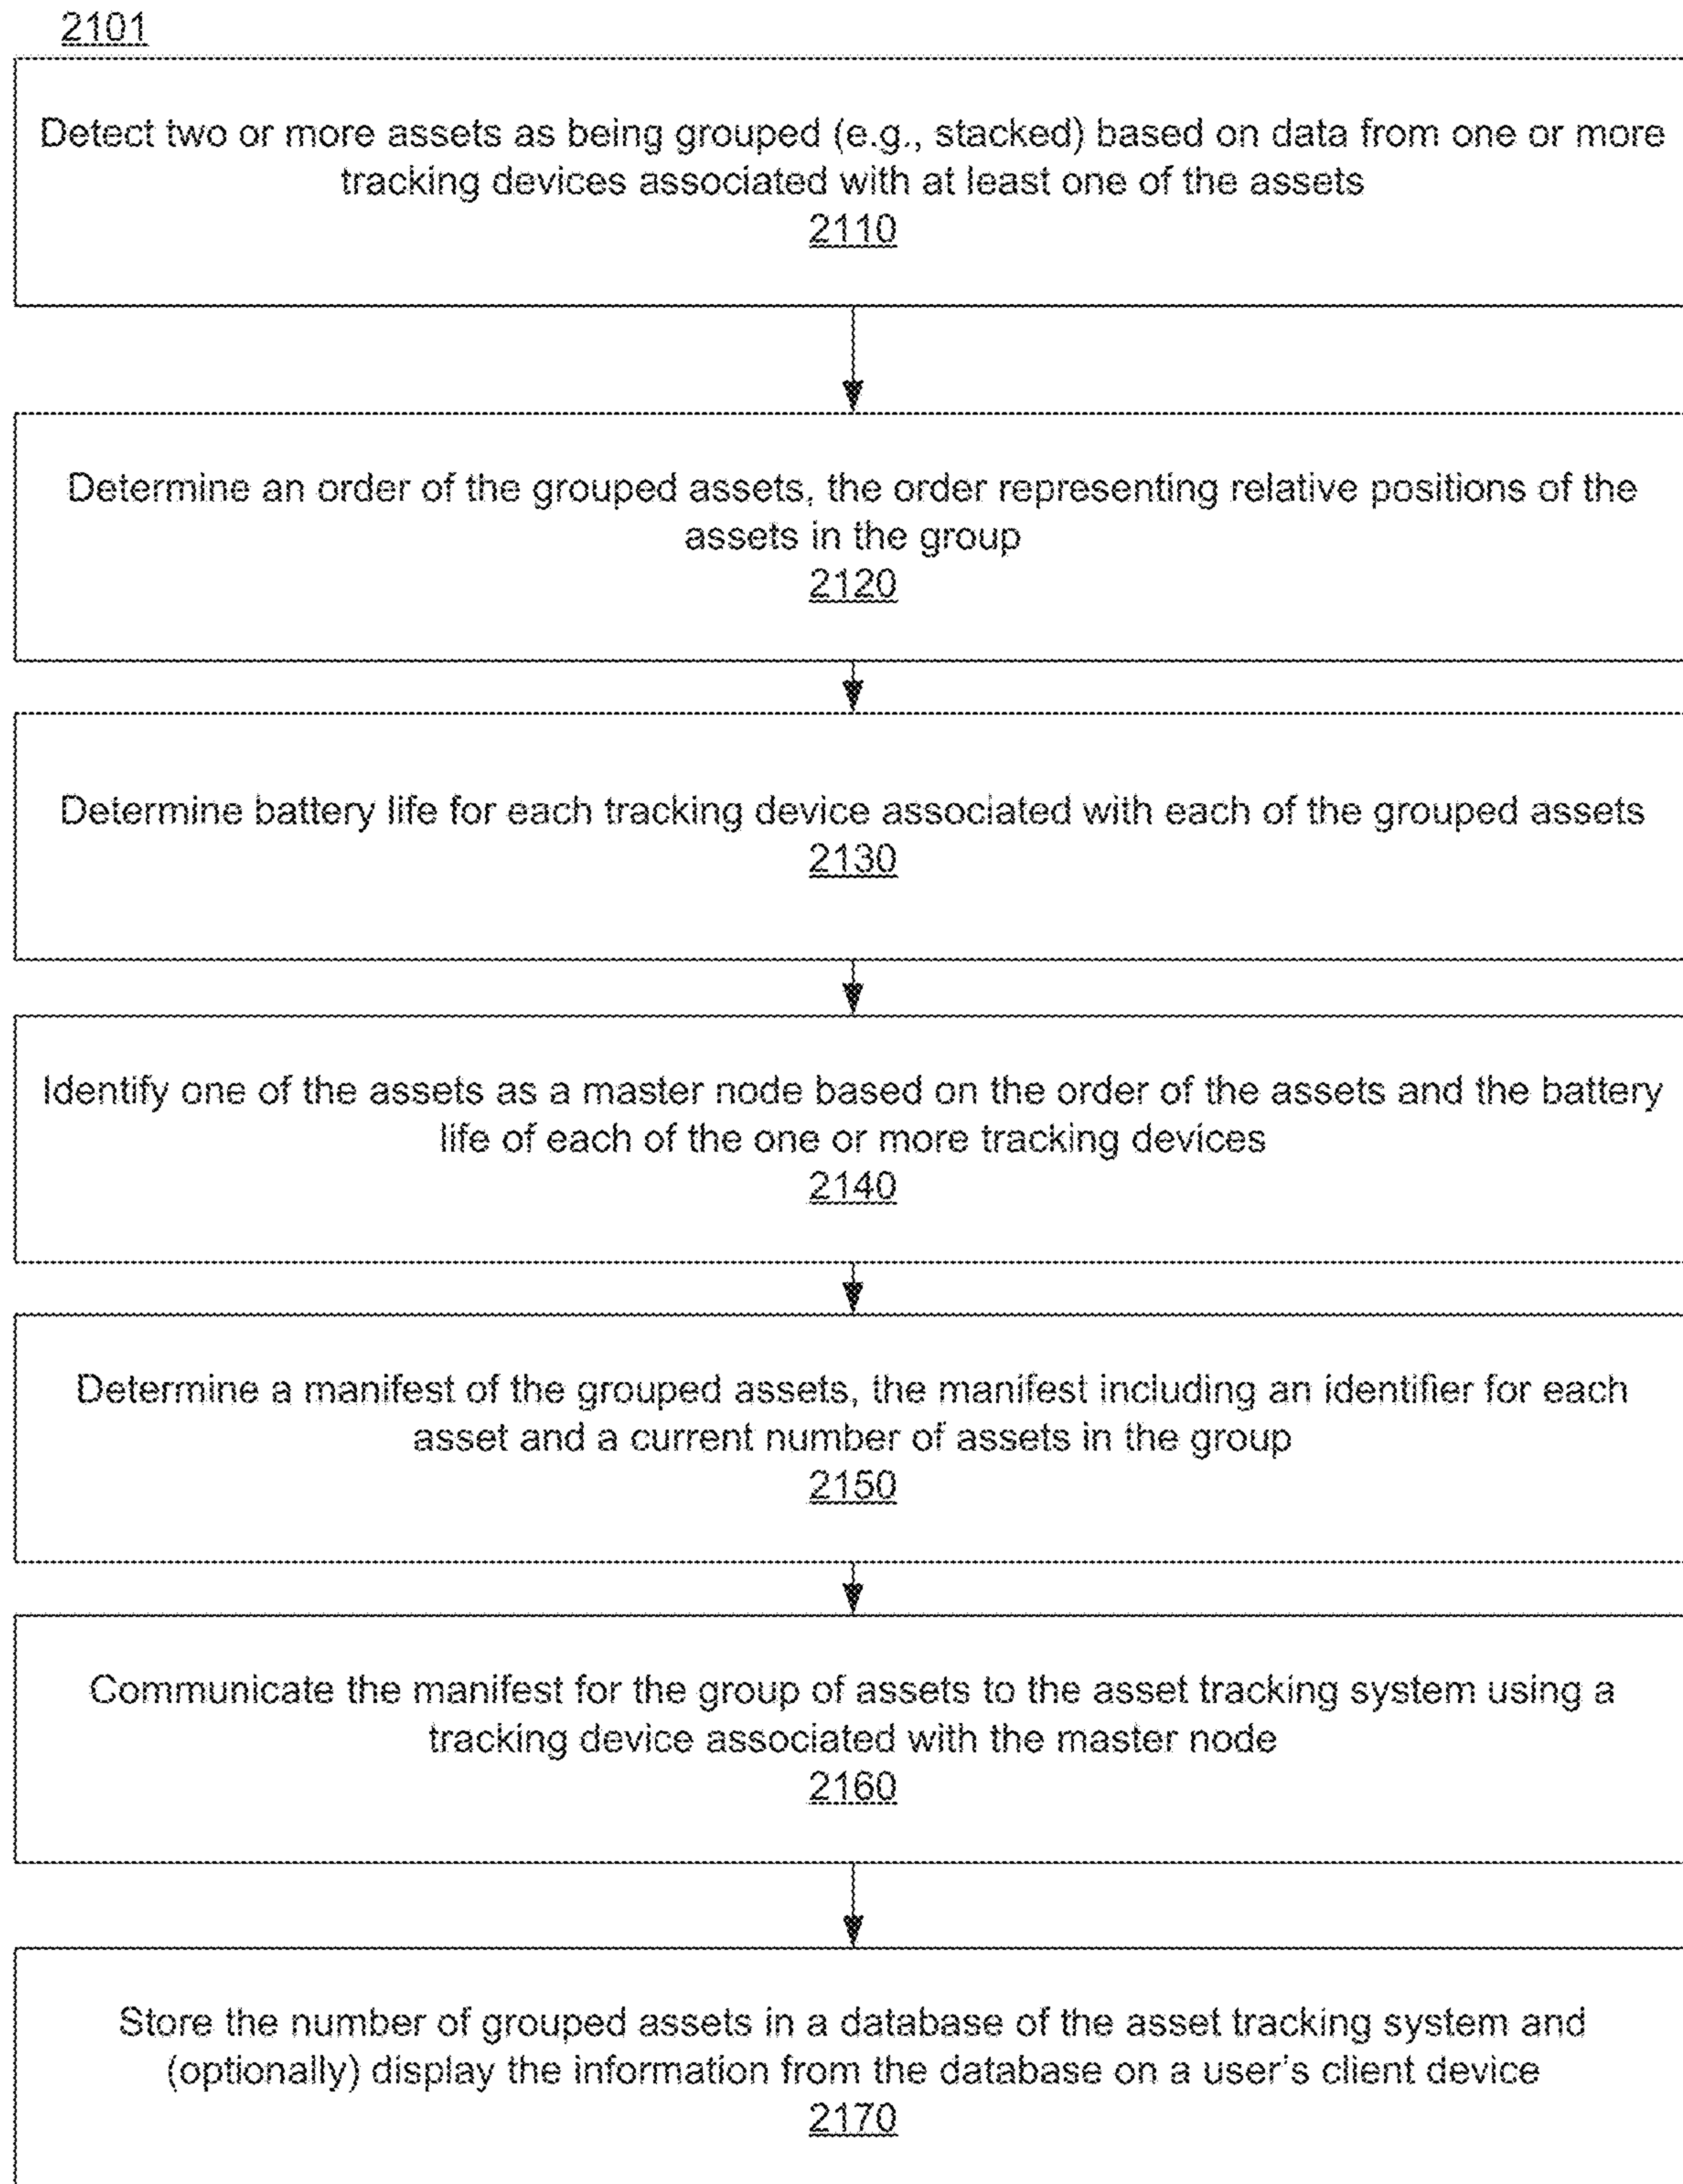 2101
Detect two or more assets as being grouped (e.g., stacked) based on data from one or more
tracking devices associated with at least one of the assets
2110
Determine an order of the grouped assets, the order representing relative positions of the
assets in the group
2120
Determine battery life for each tracking device associated with each of the grouped assets
2130
Identify one of the assets as a master node based on the order of the assets and the battery
life of each of the one or more tracking devices
2140
Determine a manifest of the grouped assets, the manifest including an identifier for each
asset and a current number of assets in the group
2150
Communicate the manifest for the group of assets to the asset tracking system using a
tracking device associated with the master node
2160
Store the number of grouped assets in a database of the asset tracking system and
(optionally) display the information from the database on a user's client device
2170